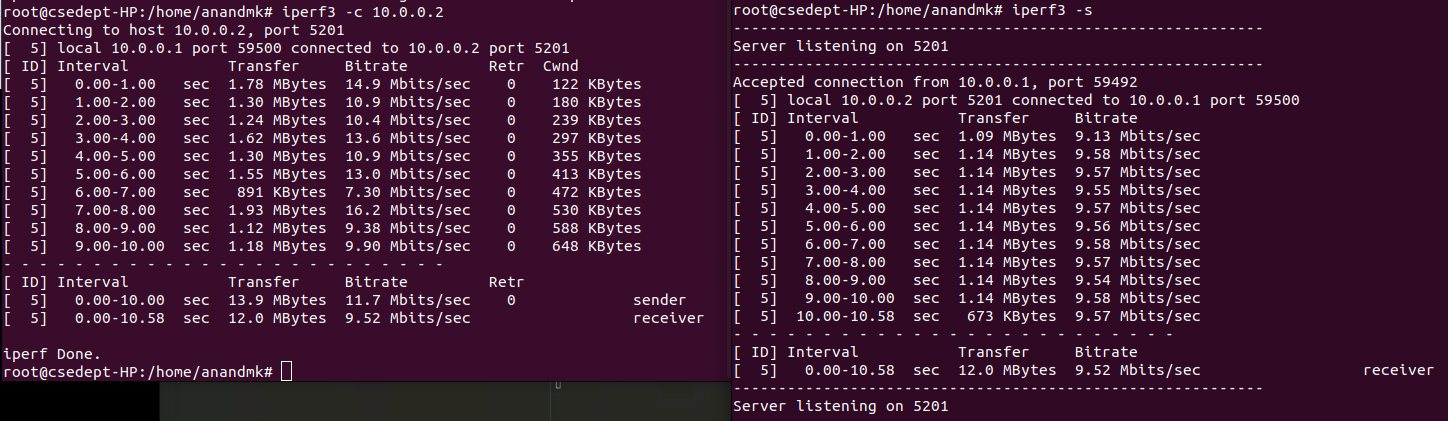 root@csedept-HP:/home/anandmk# iperf3 -c 10.0.0.2
Connecting to host 10.0.0.2, port 5201
[  5] local 10.0.0.1 port 59500 connected to 10.0.0.2 port 5201
[ ID] Interval           Transfer     Bitrate         Retr  Cwnd
[  5]   0.00-1.00   sec  1.78 MBytes  14.9 Mbits/sec    0    122 KBytes
[  5]   1.00-2.00   sec  1.30 MBytes  10.9 Mbits/sec    0    180 KBytes
[  5]   2.00-3.00   sec  1.24 MBytes  10.4 Mbits/sec    0    239 KBytes
[  5]   3.00-4.00   sec  1.62 MBytes  13.6 Mbits/sec    0    297 KBytes
[  5]   4.00-5.00   sec  1.30 MBytes  10.9 Mbits/sec    0    355 KBytes
[  5]   5.00-6.00   sec  1.55 MBytes  13.0 Mbits/sec    0    413 KBytes
[  5]   6.00-7.00   sec   891 KBytes  7.30 Mbits/sec    0    472 KBytes
[  5]   7.00-8.00   sec  1.93 MBytes  16.2 Mbits/sec    0    530 KBytes
[  5]   8.00-9.00   sec  1.12 MBytes  9.38 Mbits/sec    0    588 KBytes
[  5]   9.00-10.00  sec  1.18 MBytes  9.90 Mbits/sec    0    648 KBytes
- - - - - - - - - - - - - - - - - - - - - - - - -
[ ID] Interval           Transfer     Bitrate         Retr
[  5]   0.00-10.00  sec  13.9 MBytes  11.7 Mbits/sec    0             sender
[  5]   0.00-10.58  sec  12.0 MBytes  9.52 Mbits/sec                  receiver
iperf Done.
root@csedept-HP:/home/anandmk#
root@csedept-HP:/home/anandmk# iperf3 -s
-----------------------------------------------------------
Server listening on 5201
-----------------------------------------------------------
Accepted connection from 10.0.0.1, port 59492
[  5] local 10.0.0.2 port 5201 connected to 10.0.0.1 port 59500
[ ID] Interval           Transfer     Bitrate
[  5]   0.00-1.00   sec  1.09 MBytes  9.13 Mbits/sec
[  5]   1.00-2.00   sec  1.14 MBytes  9.58 Mbits/sec
[  5]   2.00-3.00   sec  1.14 MBytes  9.57 Mbits/sec
[  5]   3.00-4.00   sec  1.14 MBytes  9.55 Mbits/sec
[  5]   4.00-5.00   sec  1.14 MBytes  9.57 Mbits/sec
[  5]   5.00-6.00   sec  1.14 MBytes  9.56 Mbits/sec
[  5]   6.00-7.00   sec  1.14 MBytes  9.58 Mbits/sec
[  5]   7.00-8.00   sec  1.14 MBytes  9.57 Mbits/sec
[  5]   8.00-9.00   sec  1.14 MBytes  9.54 Mbits/sec
[  5]   9.00-10.00  sec  1.14 MBytes  9.58 Mbits/sec
[  5]  10.00-10.58  sec   673 KBytes  9.57 Mbits/sec
- - - - - - - - - - - - - - - - - - - - - - - - -
[ ID] Interval           Transfer     Bitrate
[  5]   0.00-10.58  sec  12.0 MBytes  9.52 Mbits/sec                  receiver
-----------------------------------------------------------
Server listening on 5201